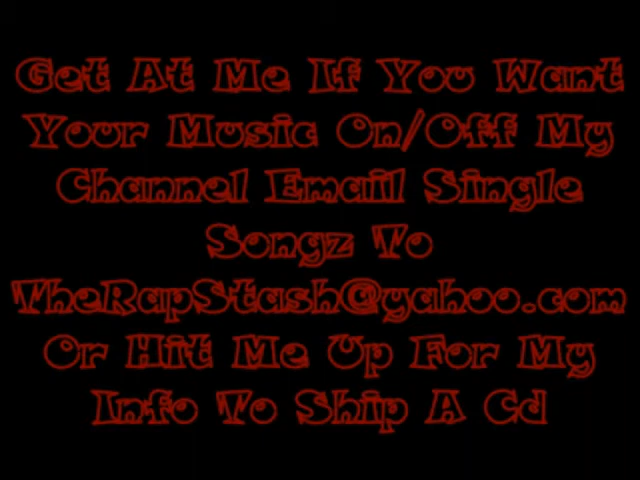 Get At Me If You Want
Your Music On/Off My
Channel Email Single
Songz To
TheRapStash@yahoo.com
Or Hit Me Up For My
Info To Ship A Cd